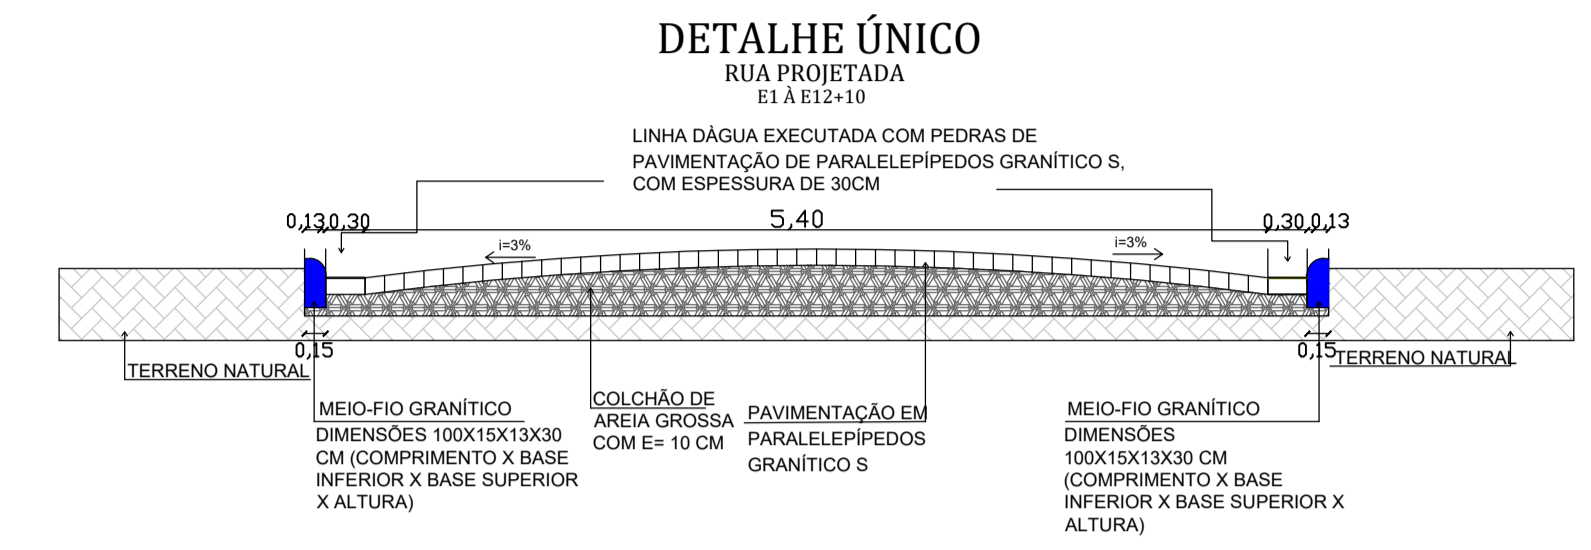 DETALHE ÚNICO
RUA PROJETADA
E1 À E12+10
LINHA DÀGUA EXECUTADA COM PEDRAS DE
PAVIMENTAÇÃO DE PARALELEPÍPEDOS GRANÍTICO S,
COM ESPESSURA DE 30CM
0,13 0,30 5,40 0,30 0,13
i=3% i=3%
0,15 0,15
TERRENO NATURAL TERRENO NATURAL
MEIO-FIO GRANÍTICO
DIMENSÕES 100X15X13X30
CM (COMPRIMENTO X BASE
INFERIOR X BASE SUPERIOR
X ALTURA)
COLCHÃO DE
AREIA GROSSA
COM E= 10 CM
PAVIMENTAÇÃO EM
PARALELEPÍPEDOS
GRANÍTICO S
MEIO-FIO GRANÍTICO
DIMENSÕES
100X15X13X30 CM
(COMPRIMENTO X BASE
INFERIOR X BASE SUPERIOR X
ALTURA)